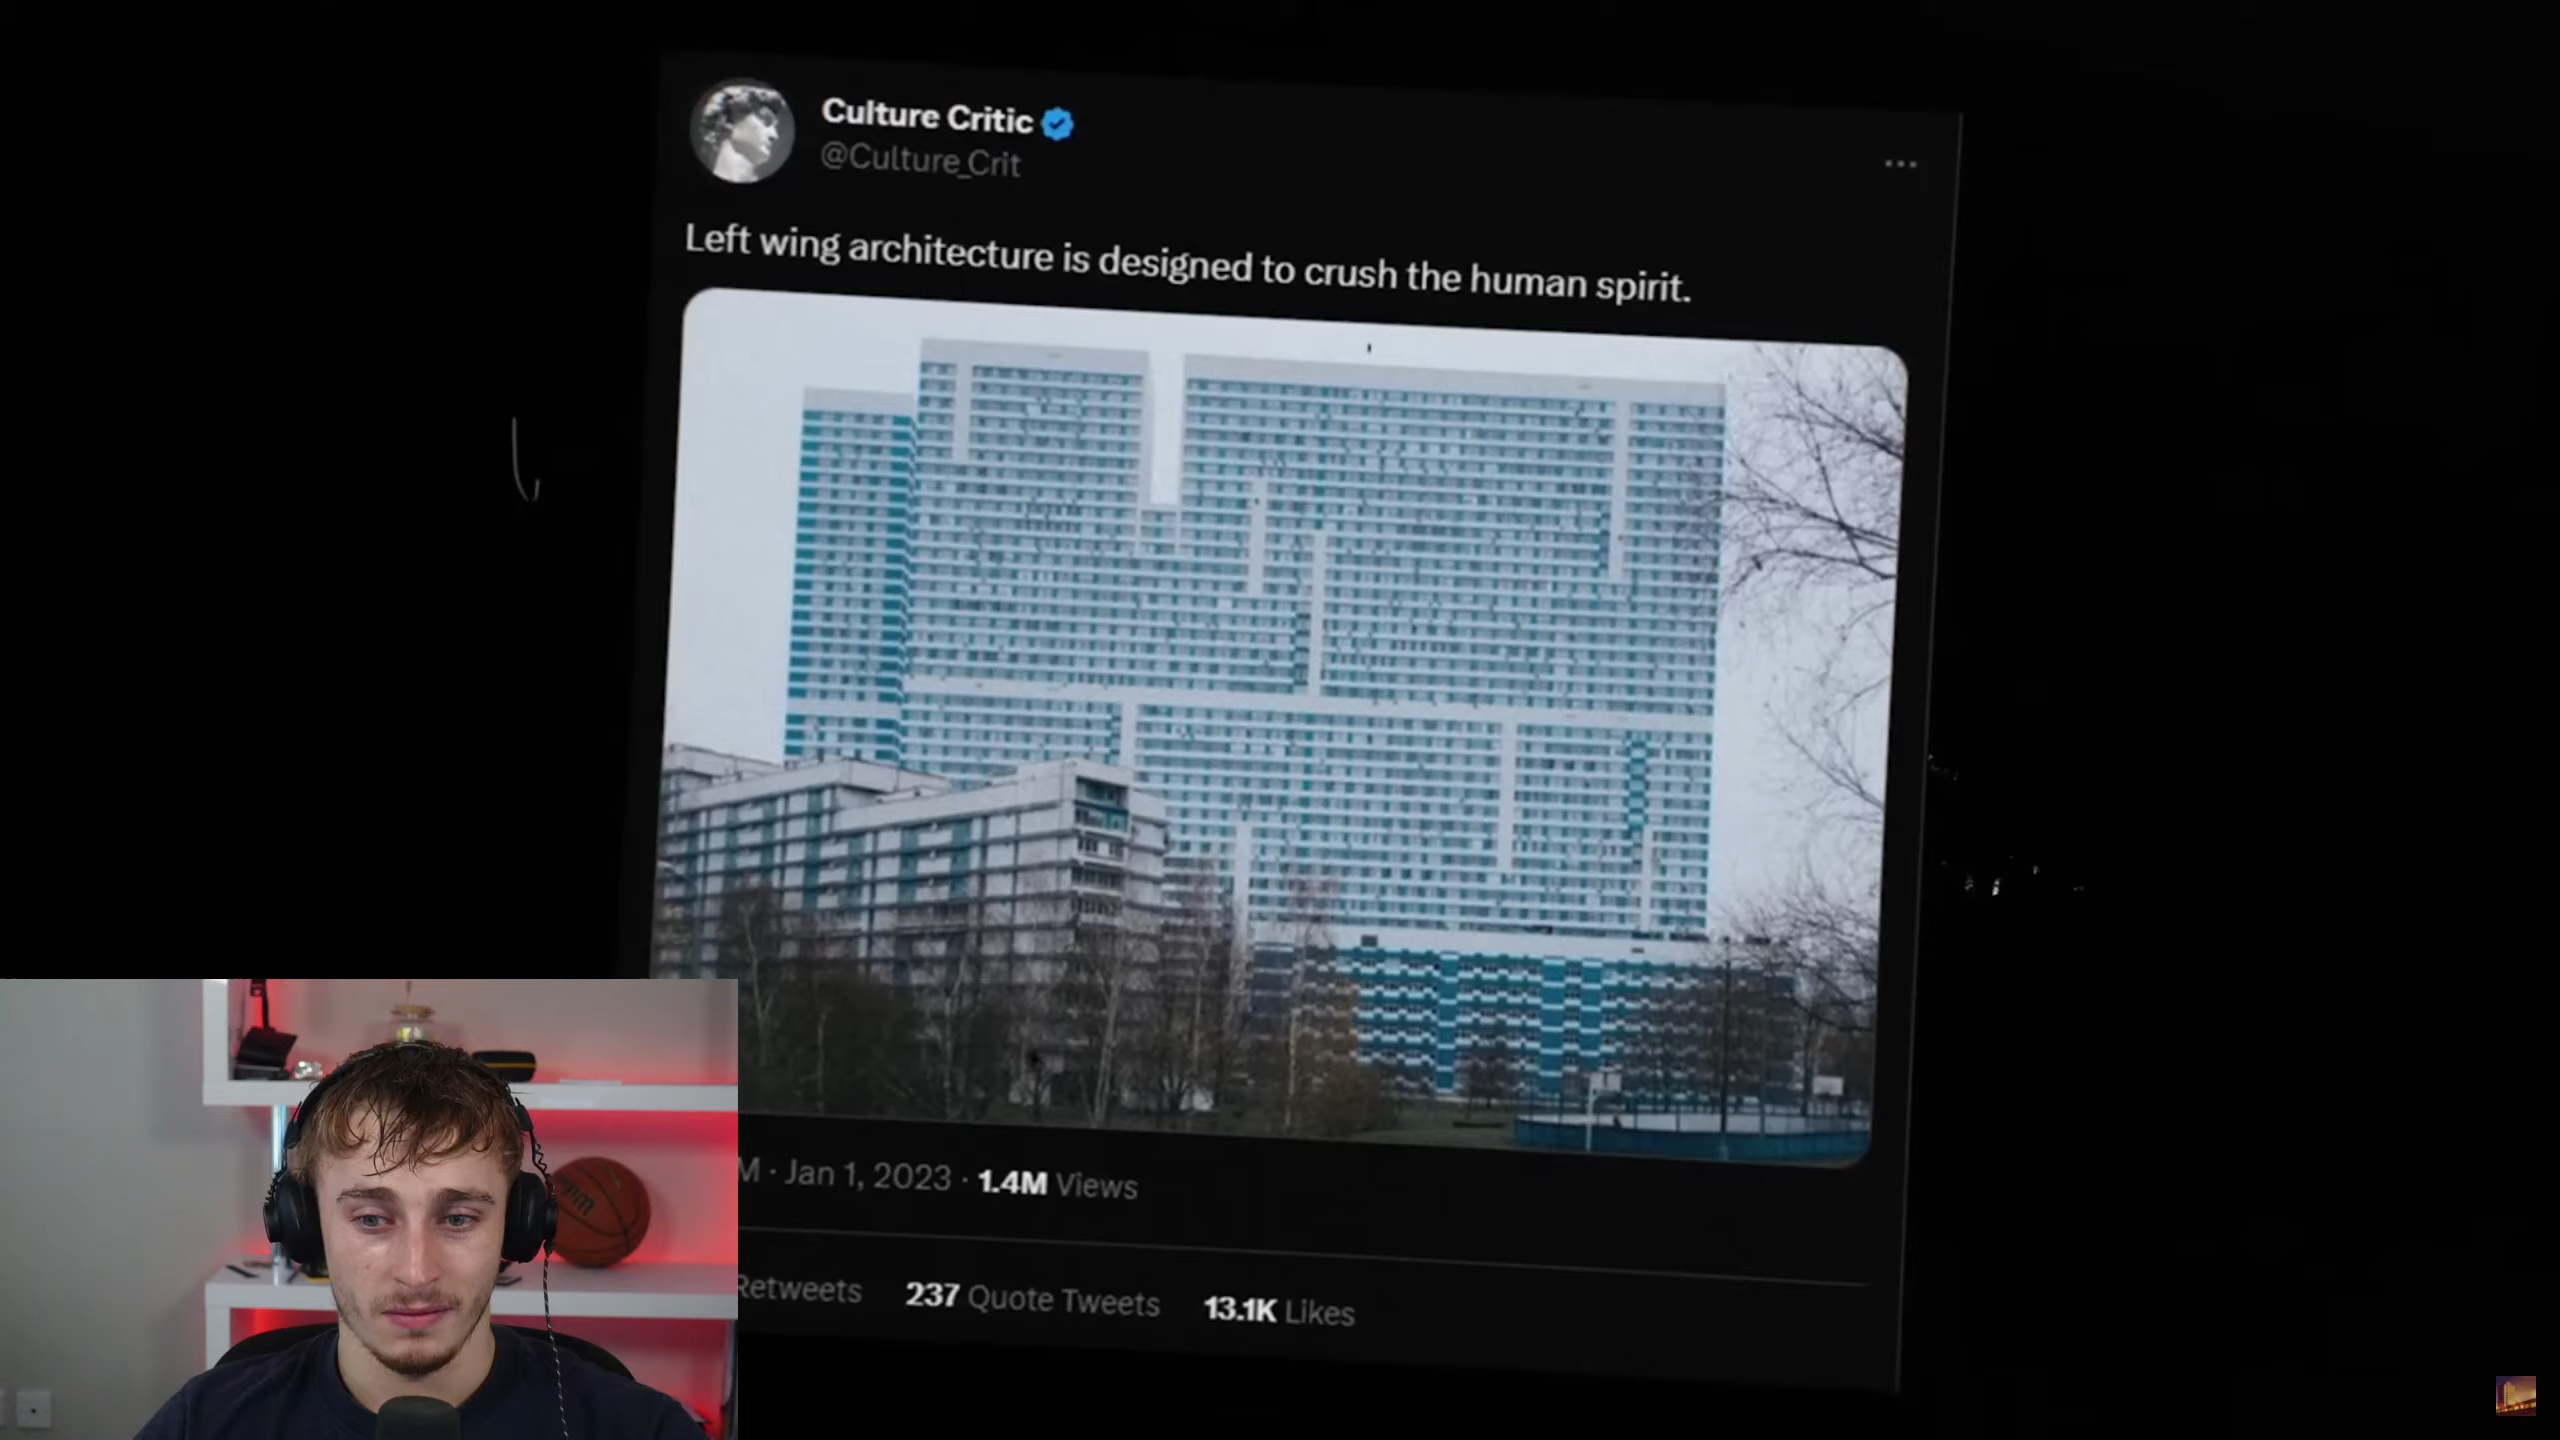 Culture Critic
@Culture_Crit
Left wing architecture is designed to crush the human spirit.
M · Jan 1, 2023 · 1.4M Views
Retweets 237 Quote Tweets 13.1K Likes